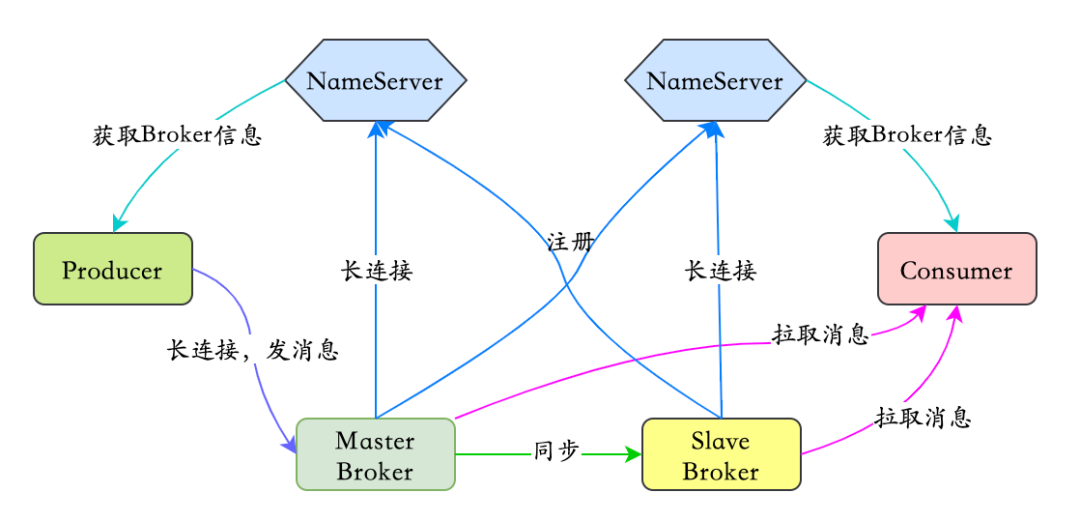 NameServer
NameServer
获取Broker信息
获取Broker信息
注册
Producer
长连接
长连接
Consumer
长连接，发消息
拉取消息
拉取消息
Master
Broker
同步
Slave
Broker